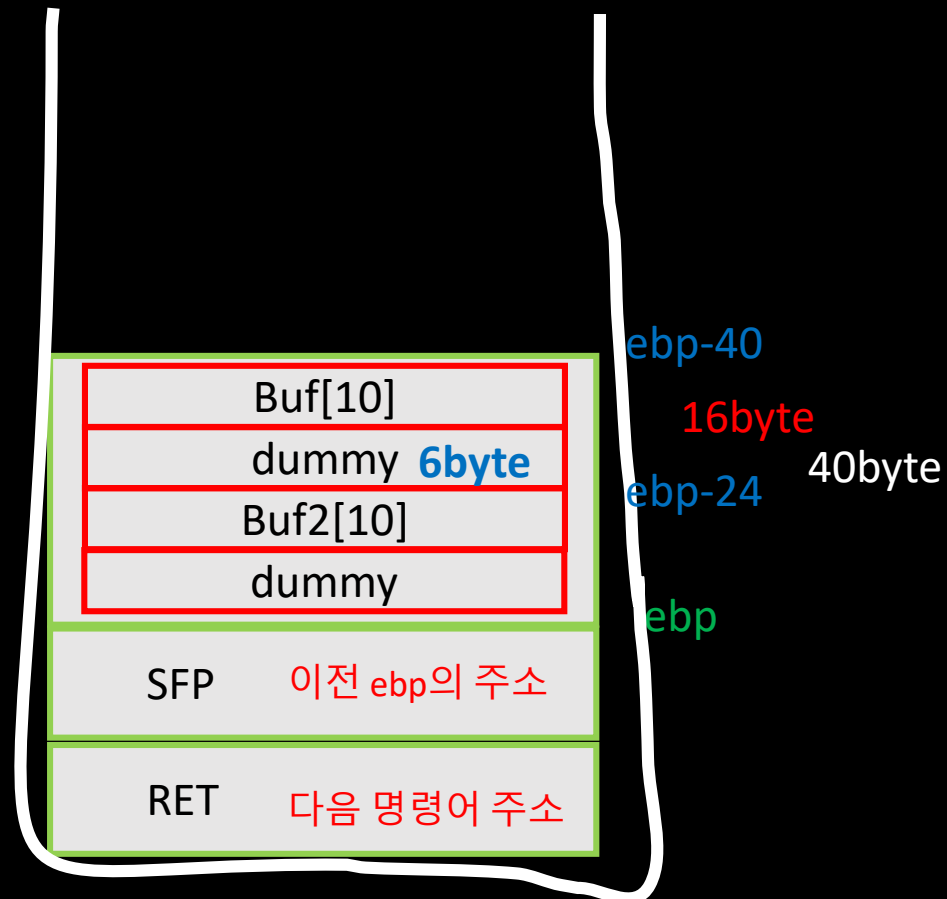 ebp-40
Buf[10]
16byte
dummy 6byte
40byte
ebp-24
Buf2[10]
dummy
ebp
SFP 이전 ebp의 주소
RET 다음 명령어 주소